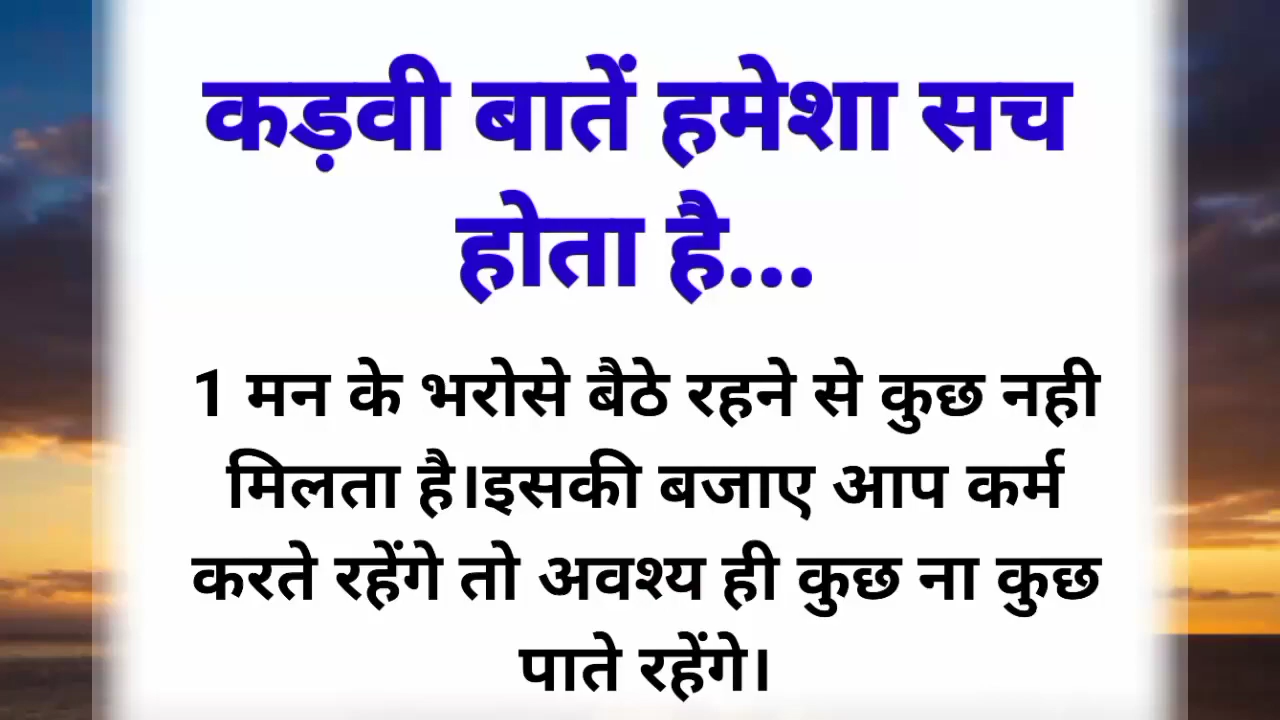 कड़वी बातें हमेशा सच
होता है...
1 मन के भरोसे बैठे रहने से कुछ नही
मिलता है।इसकी बजाए आप कर्म
करते रहेंगे तो अवश्य ही कुछ ना कुछ
पाते रहेंगे।